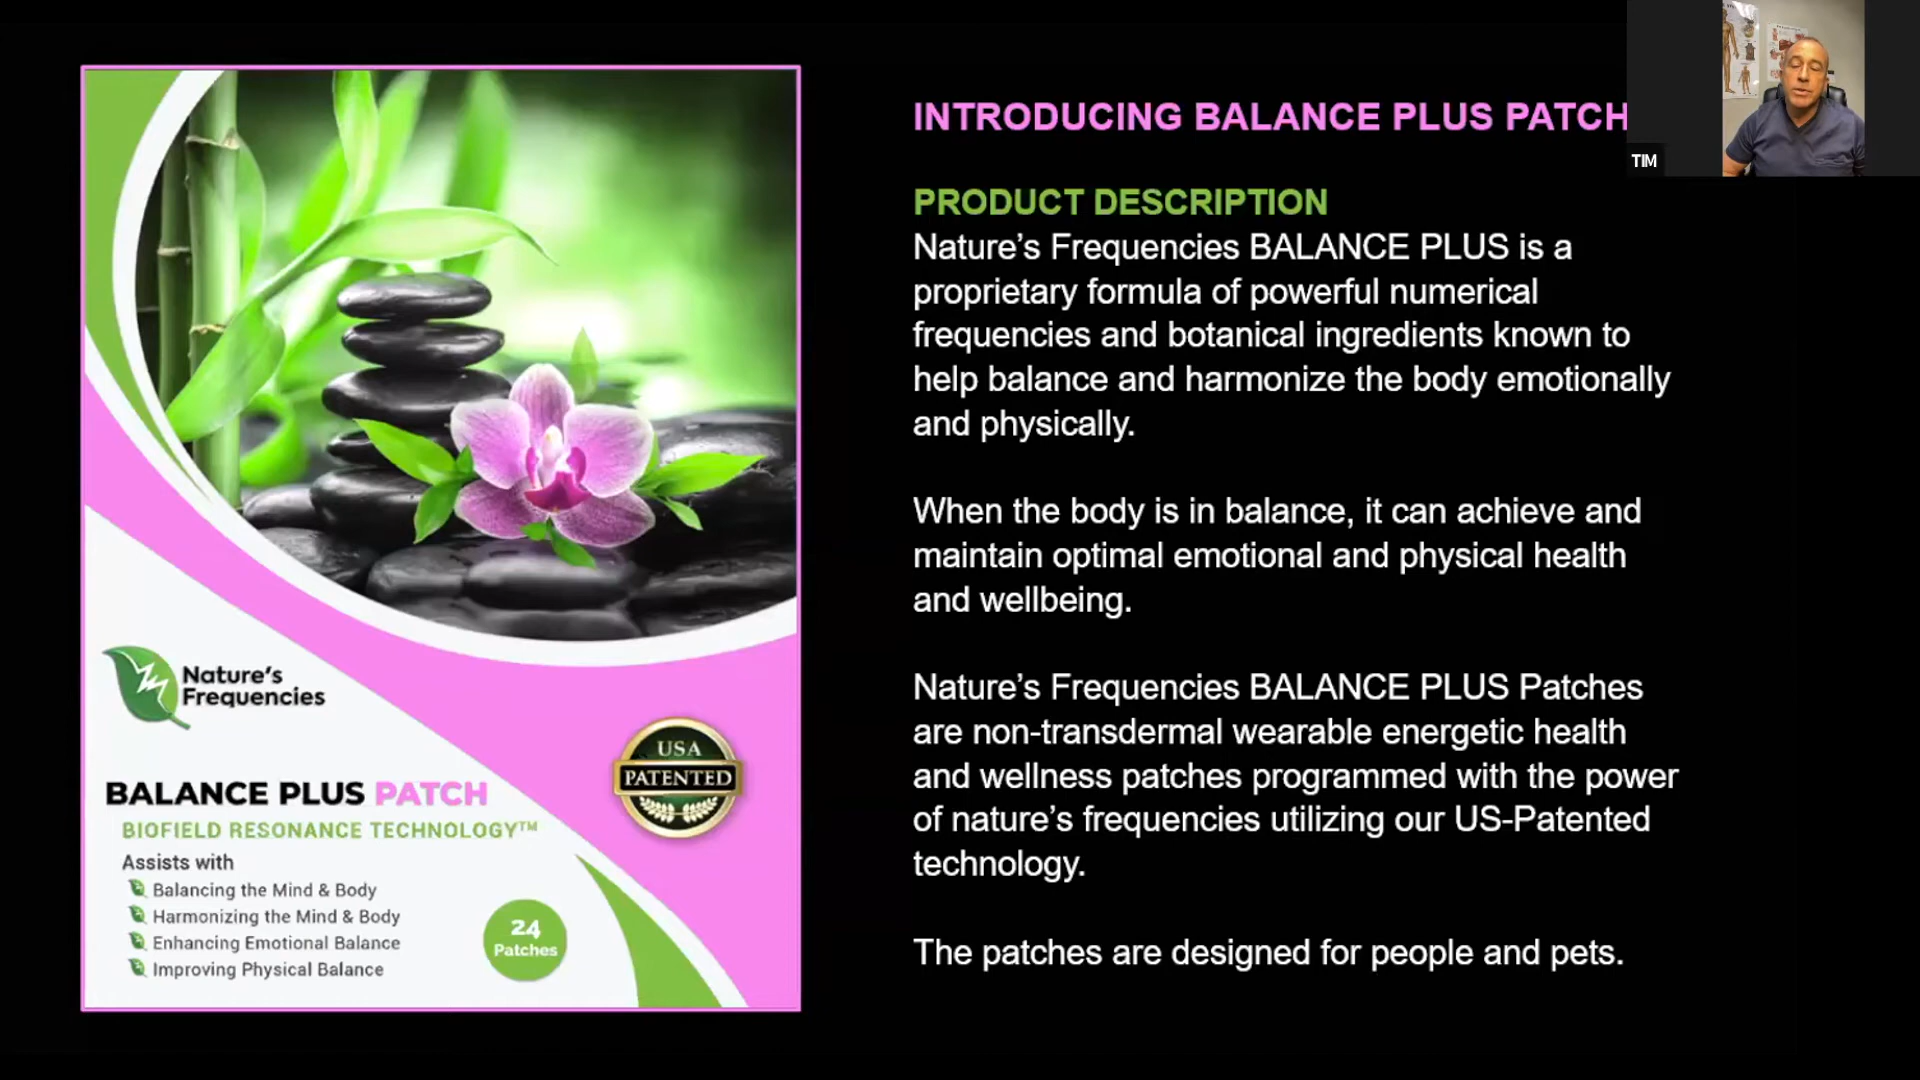 INTRODUCING BALANCE PLUS PATCH
TIM
PRODUCT DESCRIPTION
Nature's Frequencies BALANCE PLUS is a
proprietary formula of powerful numerical
frequencies and botanical ingredients known to
help balance and harmonize the body emotionally
and physically.
When the body is in balance, it can achieve and
maintain optimal emotional and physical health
and wellbeing.
Nature's Frequencies BALANCE PLUS Patches
are non-transdermal wearable energetic health
and wellness patches programmed with the power
of nature's frequencies utilizing our US-Patented
technology.
The patches are designed for people and pets.
Nature's
Frequencies
USA
PATENTED
BALANCE PLUS PATCH
BIOFIELD RESONANCE TECHNOLOGY™
Assists with
Balancing the Mind & Body
Harmonizing the Mind & Body
Enhancing Emotional Balance
Improving Physical Balance
24
Patches